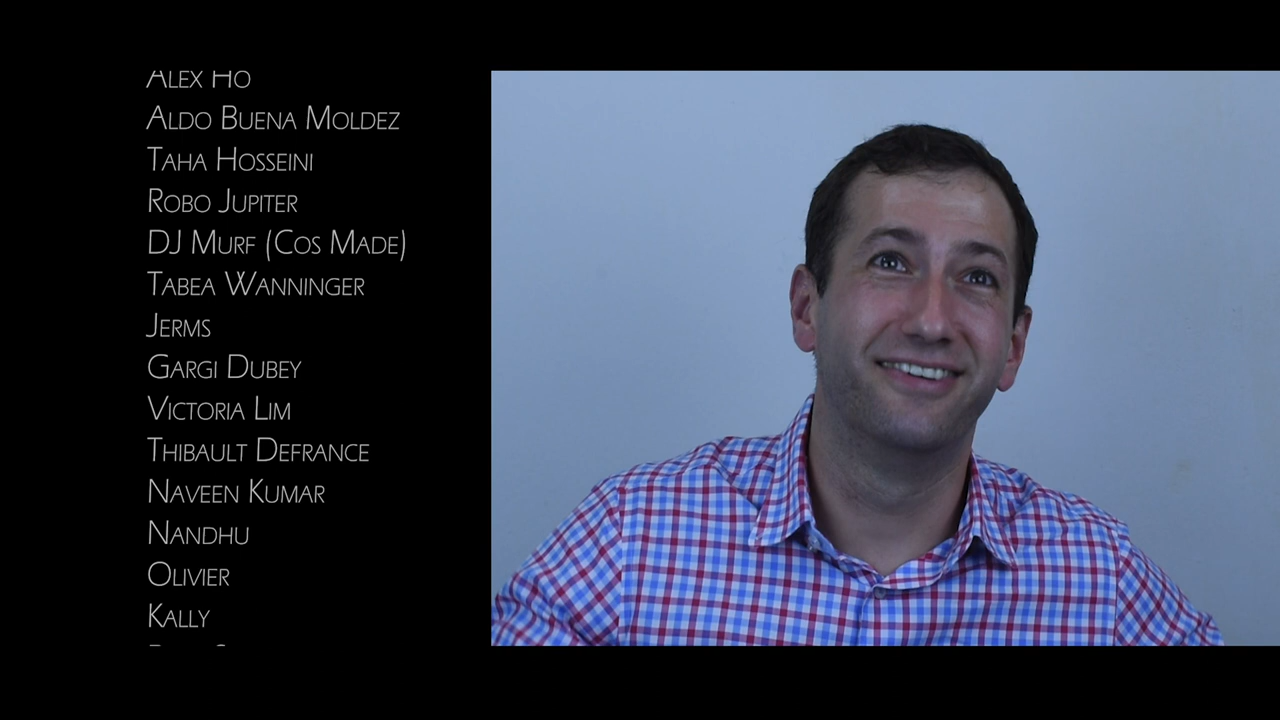 Alex Ho
Aldo Buena Moldez
Taha Hosseini
Robo Jupiter
DJ Murf (Cos Made)
Tabea Wanninger
Jerms
Gargi Dubey
Victoria Lim
Thibault Defrance
Naveen Kumar
Nandhu
Olivier
Kally